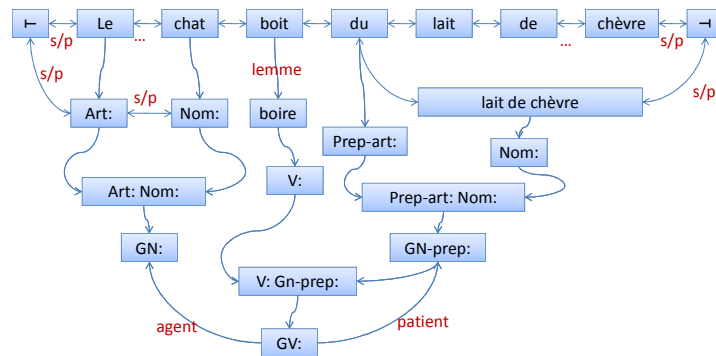 ⊢ Le chat boit du lait de chèvre ⊣
s/p ... ... s/p
s/p lemme s/p
Art: s/p Nom: boire lait de chèvre
Prep-art: Nom:
Art: Nom: V: Prep-art: Nom:
GN: GN-prep:
V: Gn-prep:
agent patient
GV: